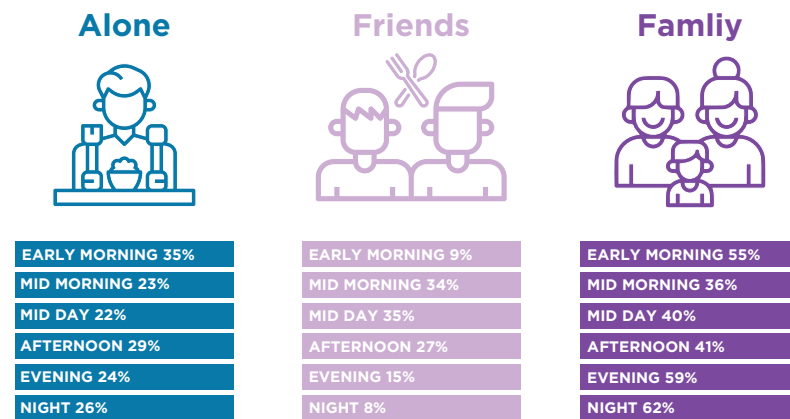 Alone
EARLY MORNING 35%
MID MORNING 23%
MID DAY 22%
AFTERNOON 29%
EVENING 24%
NIGHT 26%
Friends
EARLY MORNING 9%
MID MORNING 34%
MID DAY 35%
AFTERNOON 27%
EVENING 15%
NIGHT 8%
Famliy
EARLY MORNING 55%
MID MORNING 36%
MID DAY 40%
AFTERNOON 41%
EVENING 59%
NIGHT 62%